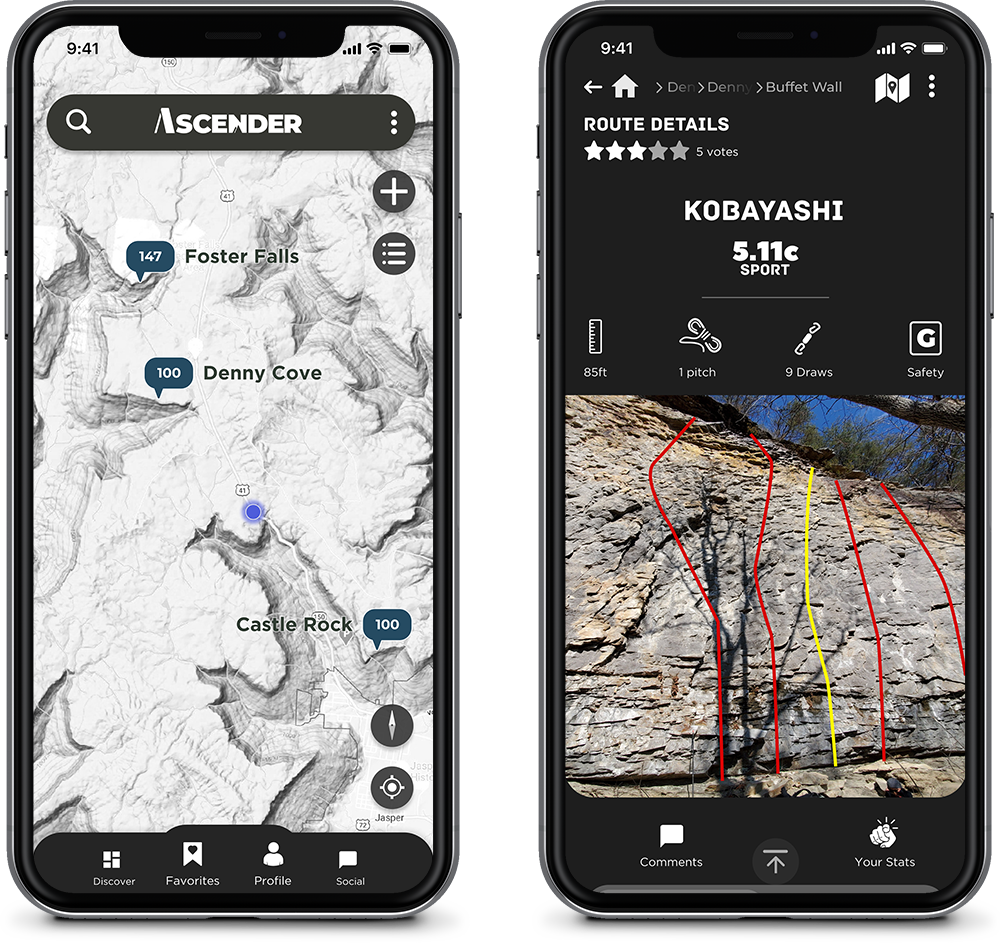 9:41
150
ASCENDER
41
147 Foster Falls
100 Denny Cove
41
Castle Rock 100
Jasper
72
Discover Favorites Profile Social
9:41
Den Denny Buffet Wall
ROUTE DETAILS
5 votes
KOBAYASHI
5.11c
SPORT
G
85ft 1 pitch 9 Draws Safety
Comments Your Stats